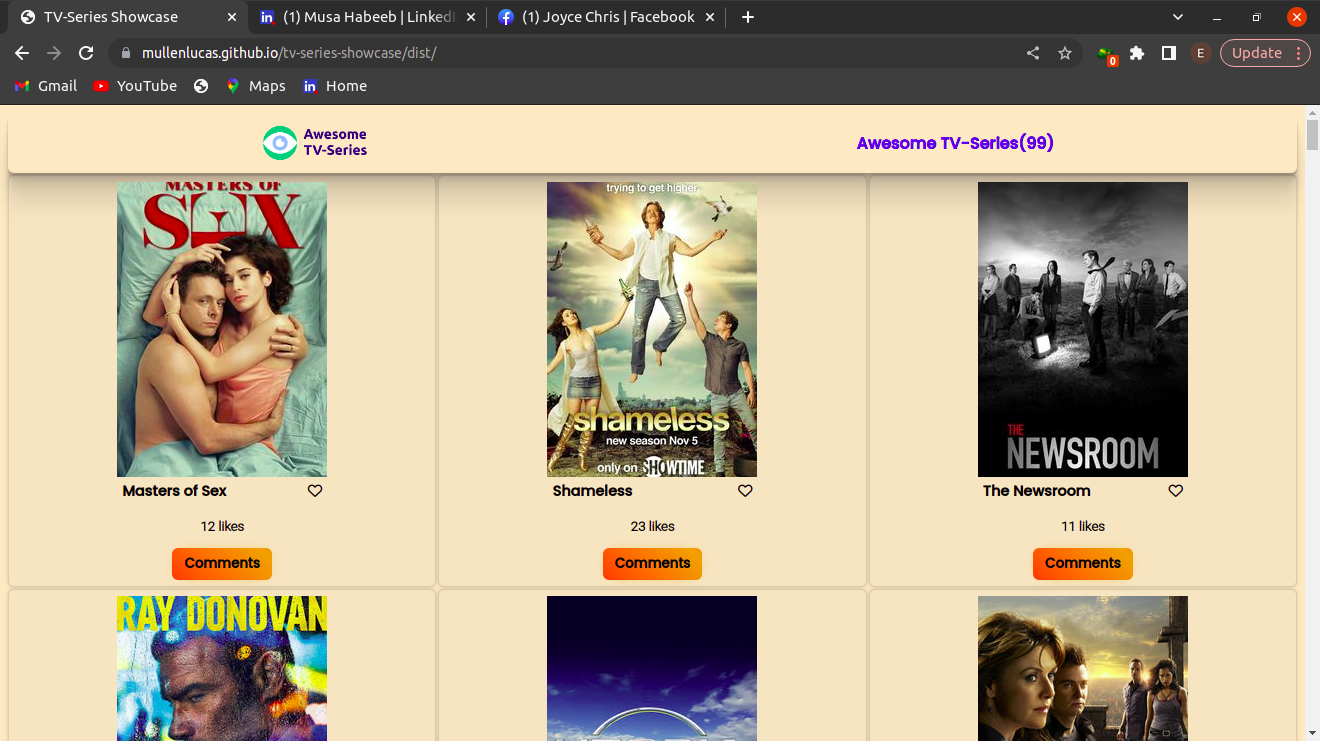 TV-Series Showcase
(1) Musa Habeeb | LinkedIn
(1) Joyce Chris | Facebook
mullenlucas.github.io/tv-series-showcase/dist/
0
E
Update
Gmail
YouTube
Maps
in
Home
Awesome
TV-Series
Awesome TV-Series(99)
MASTERS OF
SEX
trying to get higher
shameless
new season Nov 5
only on SHOWTIME
THE
NEWSROOM
Masters of Sex
Shameless
The Newsroom
12 likes
23 likes
11 likes
Comments
Comments
Comments
RAY DONOVAN